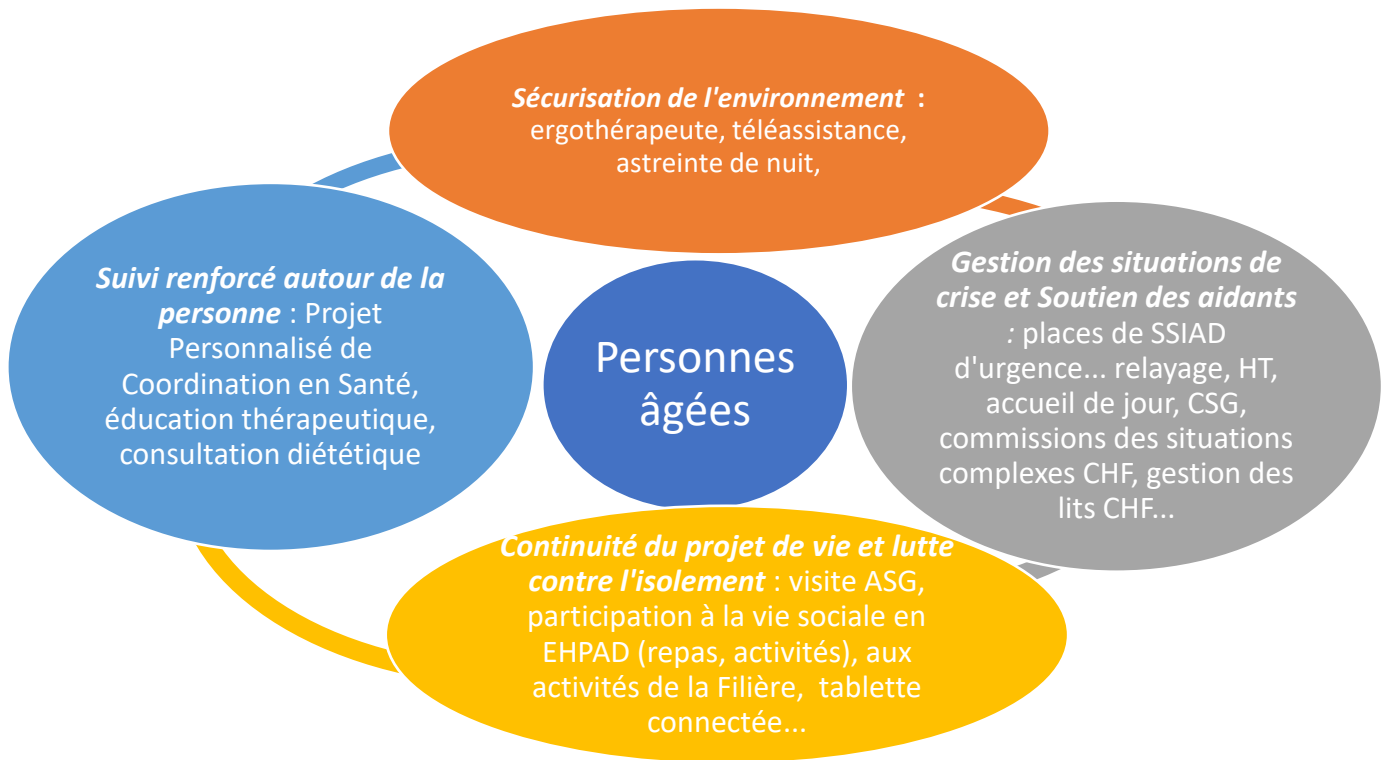 Sécurisation de l'environnement :
ergothérapeute, téléassistance,
astreinte de nuit,
Suivi renforcé autour de la
personne : Projet
Personnalisé de
Coordination en Santé,
éducation thérapeutique,
consultation diététique
Personnes
âgées
Gestion des situations de
crise et Soutien des aidants
: places de SSIAD
d'urgence... relayage, HT,
accueil de jour, CSG,
commissions des situations
complexes CHF, gestion des
lits CHF...
Continuité du projet de vie et lutte
contre l'isolement : visite ASG,
participation à la vie sociale en
EHPAD (repas, activités), aux
activités de la Filière, tablette
connectée...